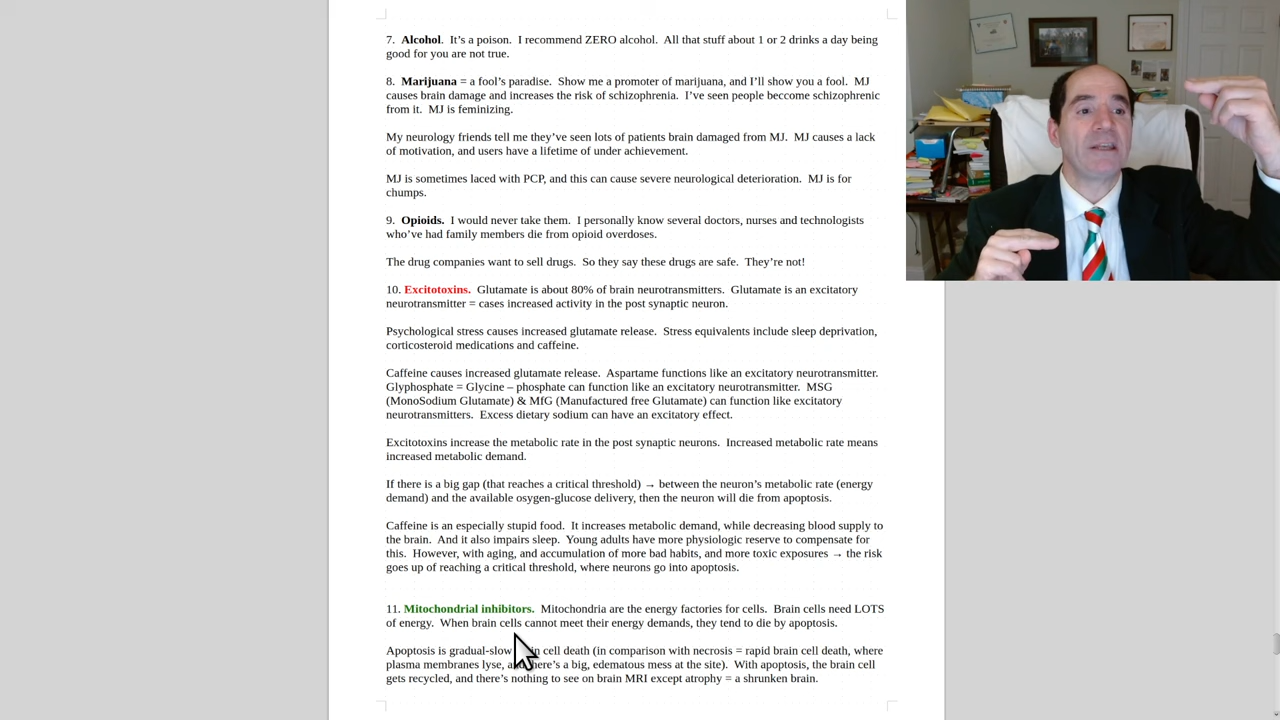 7. Alcohol. It's a poison. I recommend ZERO alcohol. All that stuff about 1 or 2 drinks a day being
good for you are not true.
8. Marijuana = a fool's paradise. Show me a promoter of marijuana, and I'll show you a fool. MJ
causes brain damage and increases the risk of schizophrenia. I've seen people beccome schizophrenic
from it. MJ is feminizing.
My neurology friends tell me they've seen lots of patients brain damaged from MJ. MJ causes a lack
of motivation, and users have a lifetime of under achievement.
MJ is sometimes laced with PCP, and this can cause severe neurological deterioration. MJ is for
chumps.
9. Opioids. I would never take them. I personally know several doctors, nurses and technologists
who've had family members die from opioid overdoses.
The drug companies want to sell drugs. So they say these drugs are safe. They're not!
10. Excitotoxins. Glutamate is about 80% of brain neurotransmitters. Glutamate is an excitatory
neurotransmitter = cases increased activity in the post synaptic neuron.
Psychological stress causes increased glutamate release. Stress equivalents include sleep deprivation,
corticosteroid medications and caffeine.
Caffeine causes increased glutamate release. Aspartame functions like an excitatory neurotransmitter.
Glyphosphate = Glycine – phosphate can function like an excitatory neurotransmitter. MSG
(MonoSodium Glutamate) & MfG (Manufactured free Glutamate) can function like excitatory
neurotransmitters. Excess dietary sodium can have an excitatory effect.
Excitotoxins increase the metabolic rate in the post synaptic neurons. Increased metabolic rate means
increased metabolic demand.
If there is a big gap (that reaches a critical threshold) → between the neuron's metabolic rate (energy
demand) and the available osygen-glucose delivery, then the neuron will die from apoptosis.
Caffeine is an especially stupid food. It increases metabolic demand, while decreasing blood supply to
the brain. And it also impairs sleep. Young adults have more physiologic reserve to compensate for
this. However, with aging, and accumulation of more bad habits, and more toxic exposures → the risk
goes up of reaching a critical threshold, where neurons go into apoptosis.
11. Mitochondrial inhibitors. Mitochondria are the energy factories for cells. Brain cells need LOTS
of energy. When brain cells cannot meet their energy demands, they tend to die by apoptosis.
Apoptosis is gradual-slow cell death (in comparison with necrosis = rapid brain cell death, where
plasma membranes lyse, there's a big, edematous mess at the site). With apoptosis, the brain cell
gets recycled, and there's nothing to see on brain MRI except atrophy = a shrunken brain.